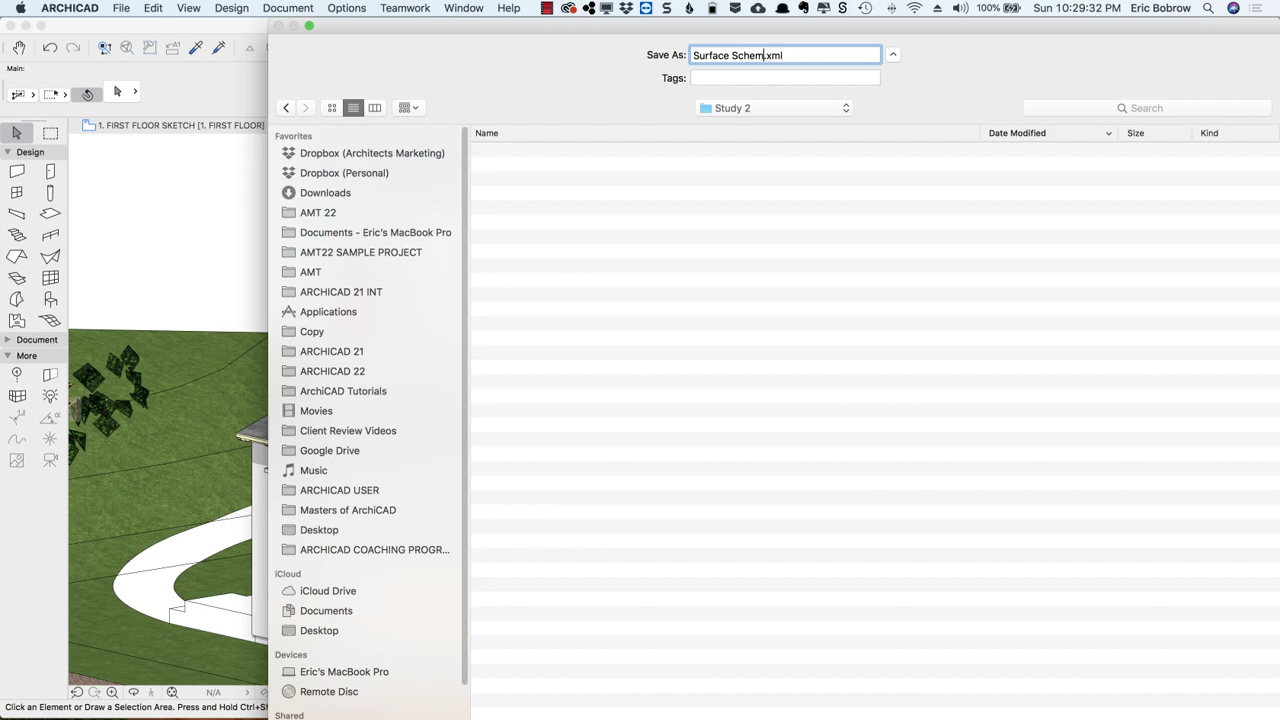 ARCHICAD File Edit View Design Document Options Teamwork Window Help 100% Sun 10:29:32 PM Eric Bobrow
Main:
Save As: Surface Schem.xml
Tags:
Study 2
Search
1. FIRST FLOOR SKETCH [1. FIRST FLOOR]
Design
Document
More
Favorites
Dropbox (Architects Marketing)
Dropbox (Personal)
Downloads
AMT 22
Documents - Eric's MacBook Pro
AMT22 SAMPLE PROJECT
AMT
ARCHICAD 21 INT
Applications
Copy
ARCHICAD 21
ARCHICAD 22
ArchiCAD Tutorials
Movies
Client Review Videos
Google Drive
Music
ARCHICAD USER
Masters of ArchiCAD
Desktop
ARCHICAD COACHING PROGR...
iCloud
iCloud Drive
Documents
Desktop
Devices
Eric's MacBook Pro
Remote Disc
Shared
Name Date Modified Size Kind
N/A
Click an Element or Draw a Selection Area. Press and Hold Ctrl+S